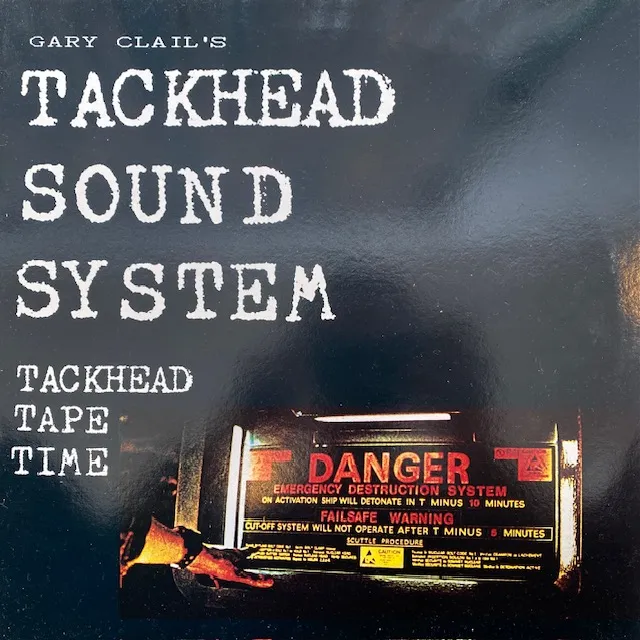 GARY CLAIL'S
TACKHEAD
SOUND
SYSTEM
TACKHEAD
TAPE
TIME
DANGER
EMERGENCY DESTRUCTION SYSTEM
ON ACTIVATION SHIP WILL DETONATE IN T MINUS 10 MINUTES
FAILSAFE WARNING
CUT-OFF SYSTEM WILL NOT OPERATE AFTER T MINUS 5 MINUTES
SCUTTLE PROCEDURE
CAUTION